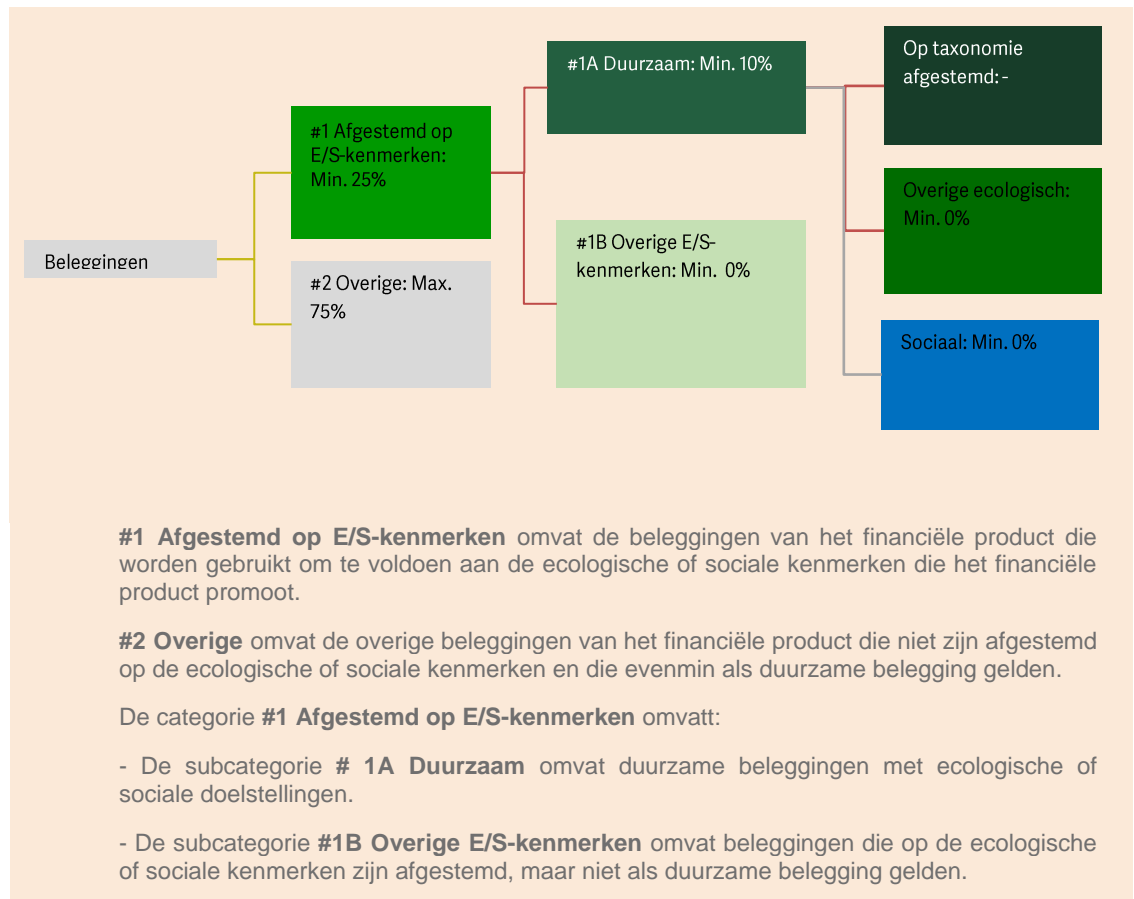 #1A Duurzaam: Min. 10%
Op taxonomie
afgestemd: -
#1 Afgestemd op
E/S-kenmerken:
Min. 25%
Overige ecologisch:
Min. 0%
#1B Overige E/S-
kenmerken: Min. 0%
Beleggingen
#2 Overige: Max.
75%
Sociaal: Min. 0%
#1 Afgestemd op E/S-kenmerken omvat de beleggingen van het financiële product die
worden gebruikt om te voldoen aan de ecologische of sociale kenmerken die het financiële
product promoot.
#2 Overige omvat de overige beleggingen van het financiële product die niet zijn afgestemd
op de ecologische of sociale kenmerken en die evenmin als duurzame belegging gelden.
De categorie #1 Afgestemd op E/S-kenmerken omvatt:
- De subcategorie # 1A Duurzaam omvat duurzame beleggingen met ecologische of
sociale doelstellingen.
- De subcategorie #1B Overige E/S-kenmerken omvat beleggingen die op de ecologische
of sociale kenmerken zijn afgestemd, maar niet als duurzame belegging gelden.